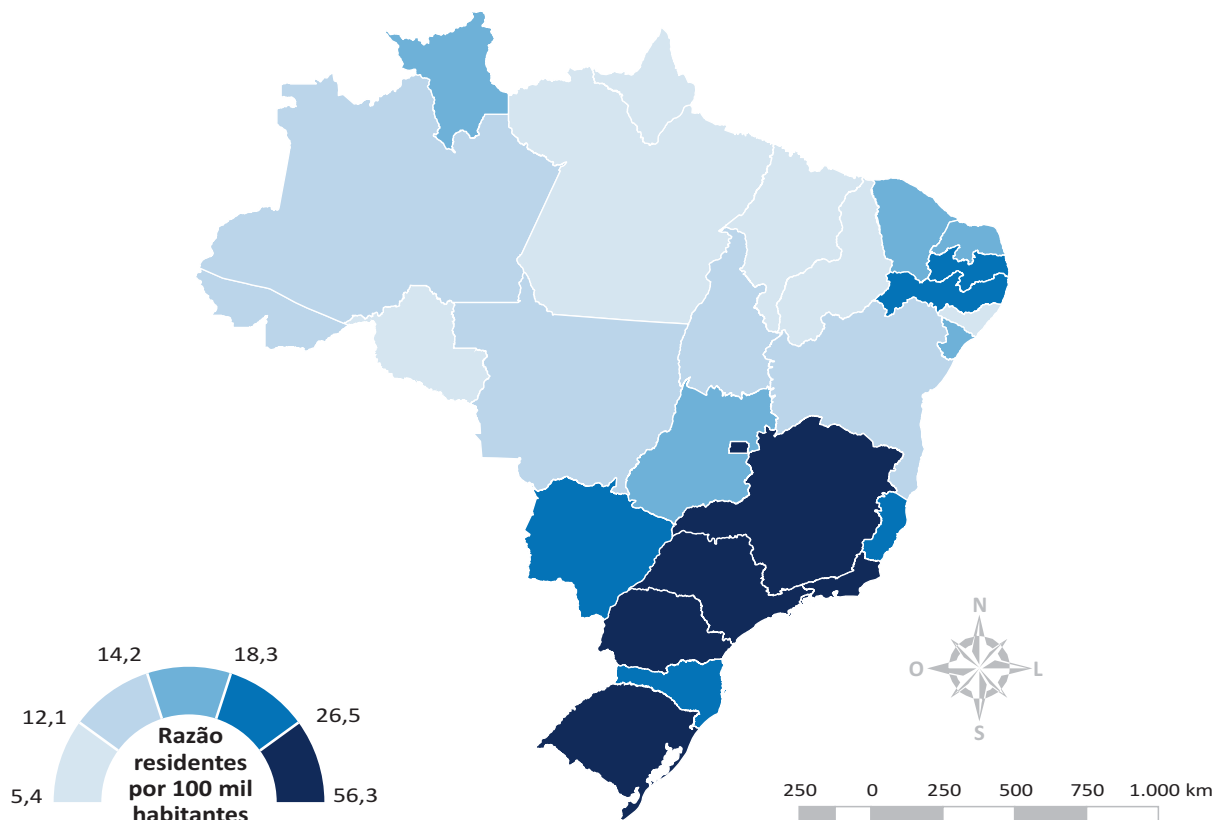 N
O L
S
14,2 18,3
12,1 26,5
5,4 56,3
Razão
residentes
por 100 mil
habitantes
250 0 250 500 750 1.000 km